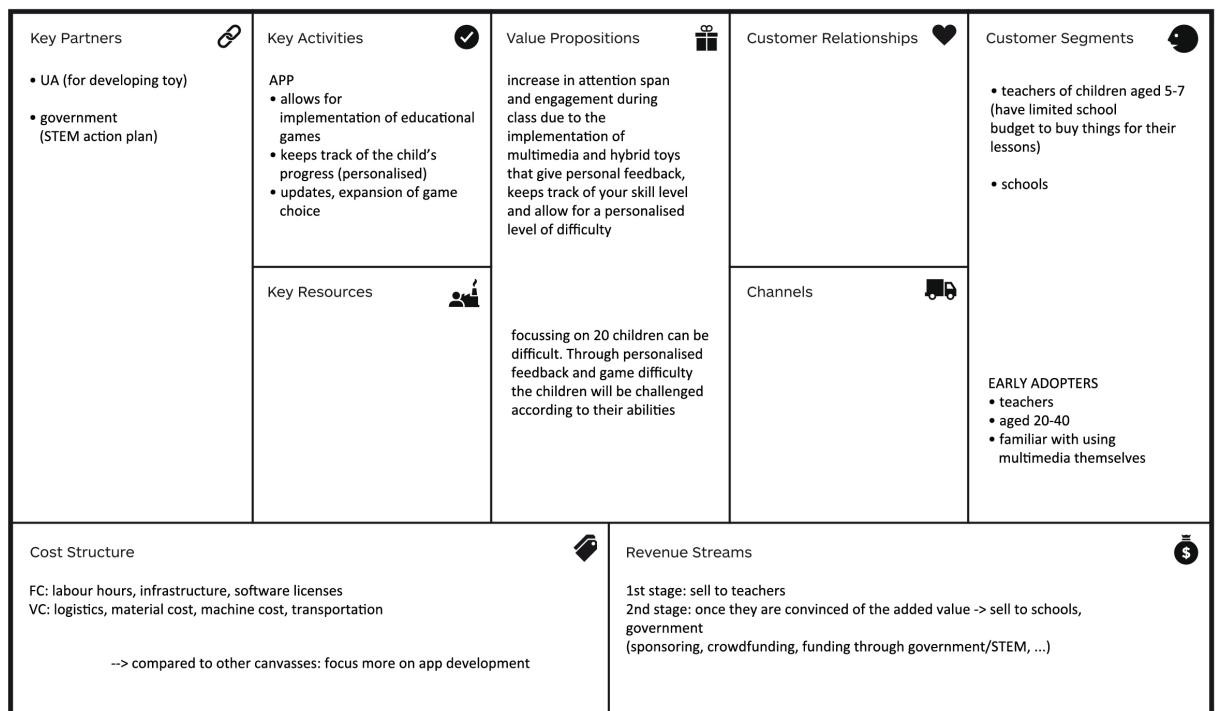 Key Partners
• UA (for developing toy)
• government
(STEM action plan)
Key Activities
APP
• allows for
implementation of educational
games
• keeps track of the child's
progress (personalised)
• updates, expansion of game
choice
Key Resources
Value Propositions
increase in attention span
and engagement during
class due to the
implementation of
multimedia and hybrid toys
that give personal feedback,
keeps track of your skill level
and allow for a personalised
level of difficulty
focussing on 20 children can be
difficult. Through personalised
feedback and game difficulty
the children will be challenged
according to their abilities
Customer Relationships
Channels
Customer Segments
• teachers of children aged 5-7
(have limited school
budget to buy things for their
lessons)
• schools
EARLY ADOPTERS
• teachers
• aged 20-40
• familiar with using
multimedia themselves
Cost Structure
FC: labour hours, infrastructure, software licenses
VC: logistics, material cost, machine cost, transportation
--> compared to other canvasses: focus more on app development
Revenue Streams
$
1st stage: sell to teachers
2nd stage: once they are convinced of the added value -> sell to schools,
government
(sponsoring, crowdfunding, funding through government/STEM, ...)